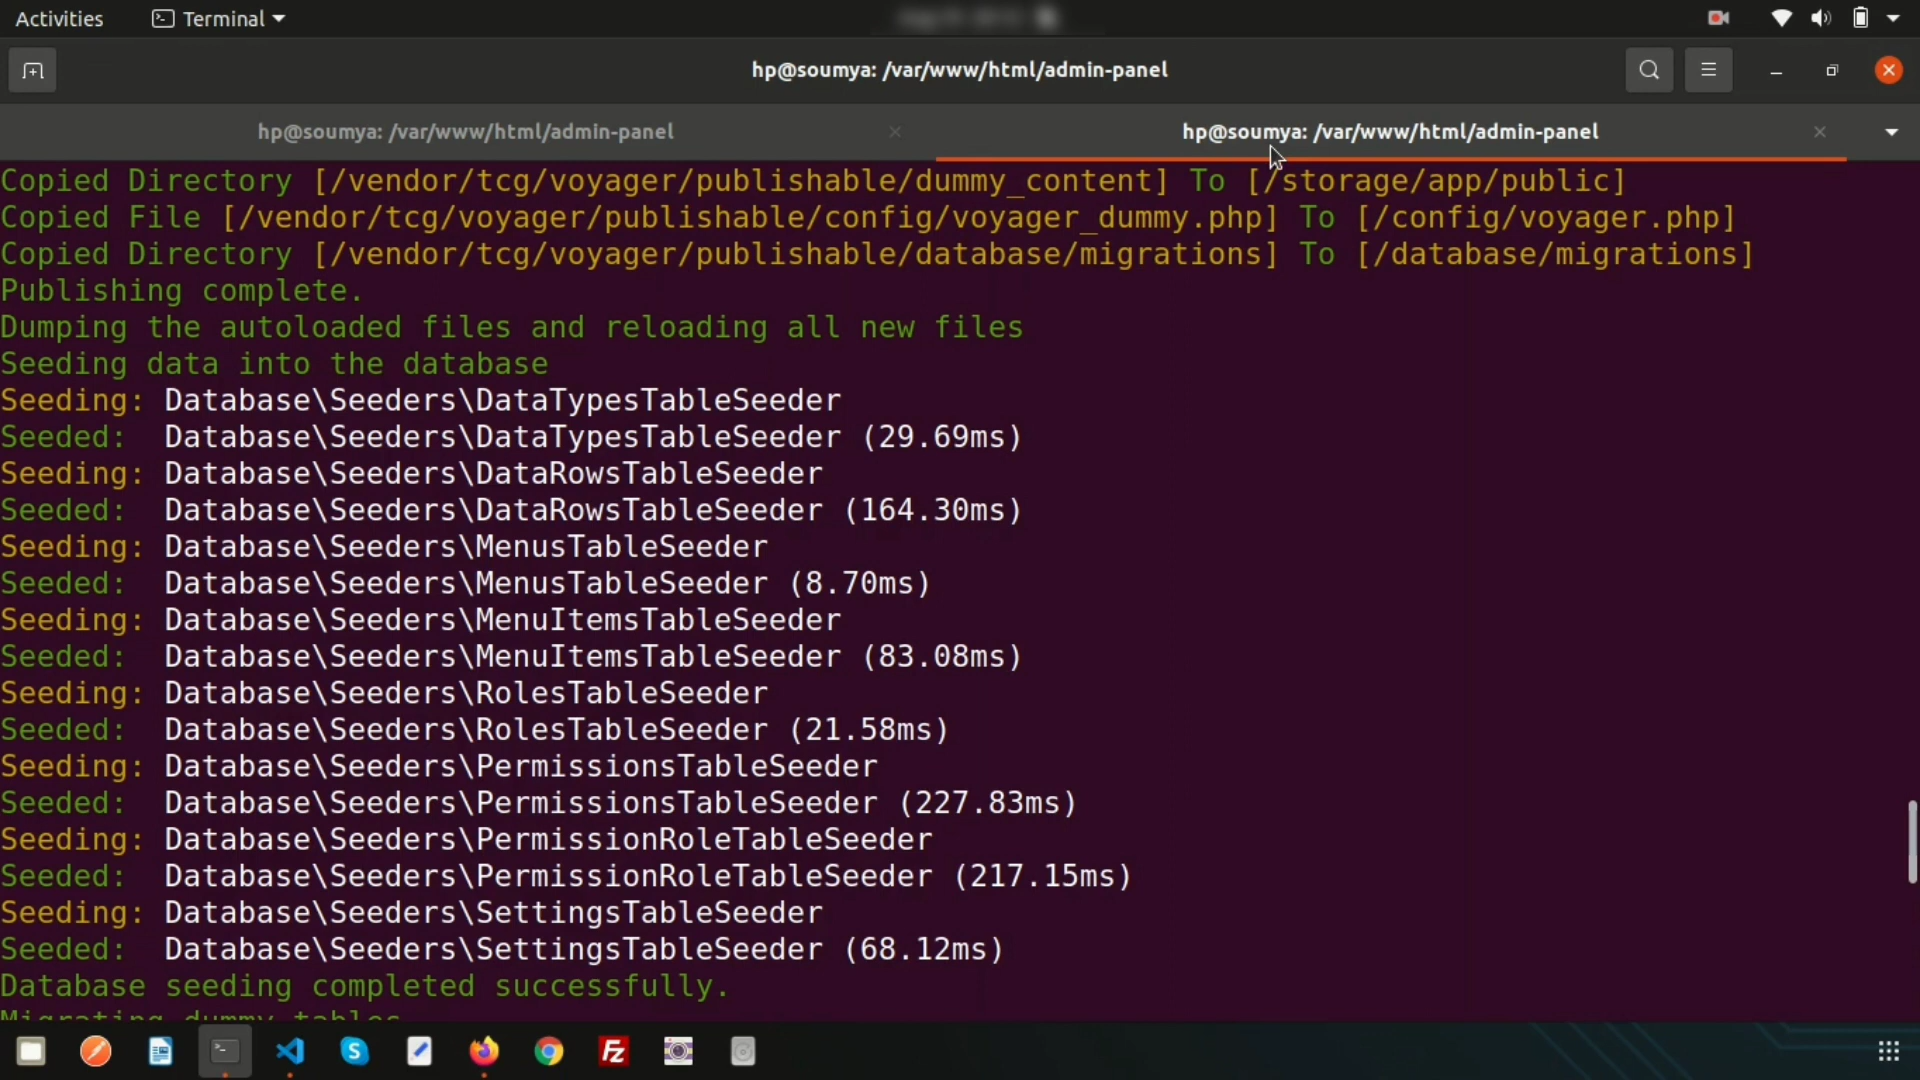 Activities
Terminal
hp@soumya: /var/www/html/admin-panel
hp@soumya: /var/www/html/admin-panel
hp@soumya: /var/www/html/admin-panel
Copied Directory [/vendor/tcg/voyager/publishable/dummy_content] To [/storage/app/public]
Copied File [/vendor/tcg/voyager/publishable/config/voyager_dummy.php] To [/config/voyager.php]
Copied Directory [/vendor/tcg/voyager/publishable/database/migrations] To [/database/migrations]
Publishing complete.
Dumping the autoloaded files and reloading all new files
Seeding data into the database
Seeding: Database\Seeders\DataTypesTableSeeder
Seeded:  Database\Seeders\DataTypesTableSeeder (29.69ms)
Seeding: Database\Seeders\DataRowsTableSeeder
Seeded:  Database\Seeders\DataRowsTableSeeder (164.30ms)
Seeding: Database\Seeders\MenusTableSeeder
Seeded:  Database\Seeders\MenusTableSeeder (8.70ms)
Seeding: Database\Seeders\MenuItemsTableSeeder
Seeded:  Database\Seeders\MenuItemsTableSeeder (83.08ms)
Seeding: Database\Seeders\RolesTableSeeder
Seeded:  Database\Seeders\RolesTableSeeder (21.58ms)
Seeding: Database\Seeders\PermissionsTableSeeder
Seeded:  Database\Seeders\PermissionsTableSeeder (227.83ms)
Seeding: Database\Seeders\PermissionRoleTableSeeder
Seeded:  Database\Seeders\PermissionRoleTableSeeder (217.15ms)
Seeding: Database\Seeders\SettingsTableSeeder
Seeded:  Database\Seeders\SettingsTableSeeder (68.12ms)
Database seeding completed successfully.
Migrating dummy tables
Fz